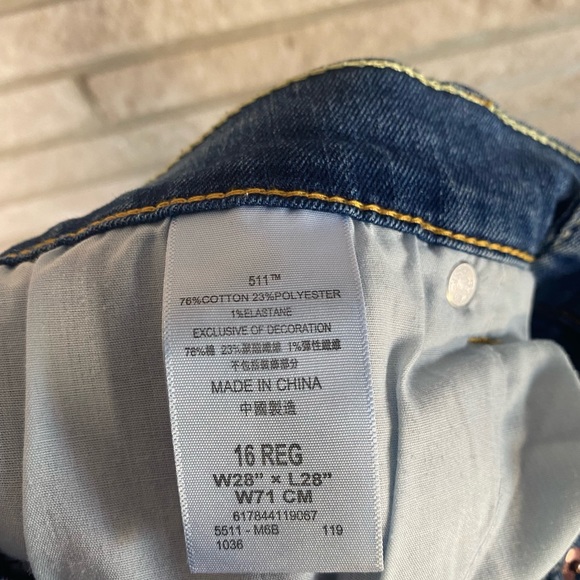 511™
76%COTTON 23%POLYESTER
1%ELASTANE
EXCLUSIVE OF DECORATION
76%棉 23%聚酯纖維 1%彈性纖維
不包括裝飾部分
MADE IN CHINA
中國製造
16 REG
W28" × L28"
W71 CM
617844119067
5511 - M6B 119
1036